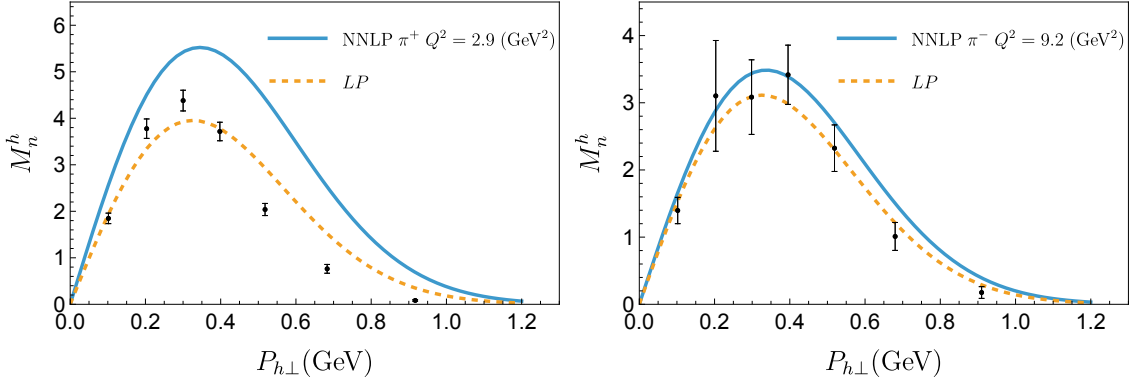 NNLP π⁺ Q² = 2.9 (GeV²)
LP
M_n^h
0 1 2 3 4 5 6
0.0 0.2 0.4 0.6 0.8 1.0 1.2
P_{h⊥}(GeV)
NNLP π⁻ Q² = 9.2 (GeV²)
LP
M_n^h
0 1 2 3 4
0.0 0.2 0.4 0.6 0.8 1.0 1.2
P_{h⊥}(GeV)